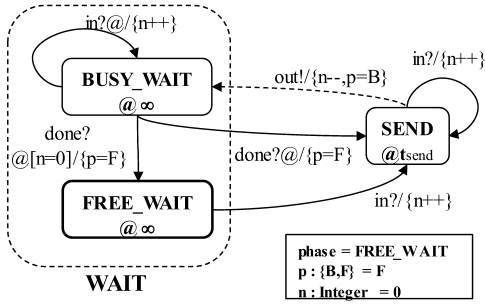 in?@/{n++}
BUSY_WAIT
@∞
out!/{n--,p=B}
in?/{n++}
SEND
@tsend
done?
@[n=0]/{p=F}
done?@/{p=F}
FREE_WAIT
@∞
in?/{n++}
WAIT
phase = FREE_WAIT
p : {B,F} = F
n : Integer = 0